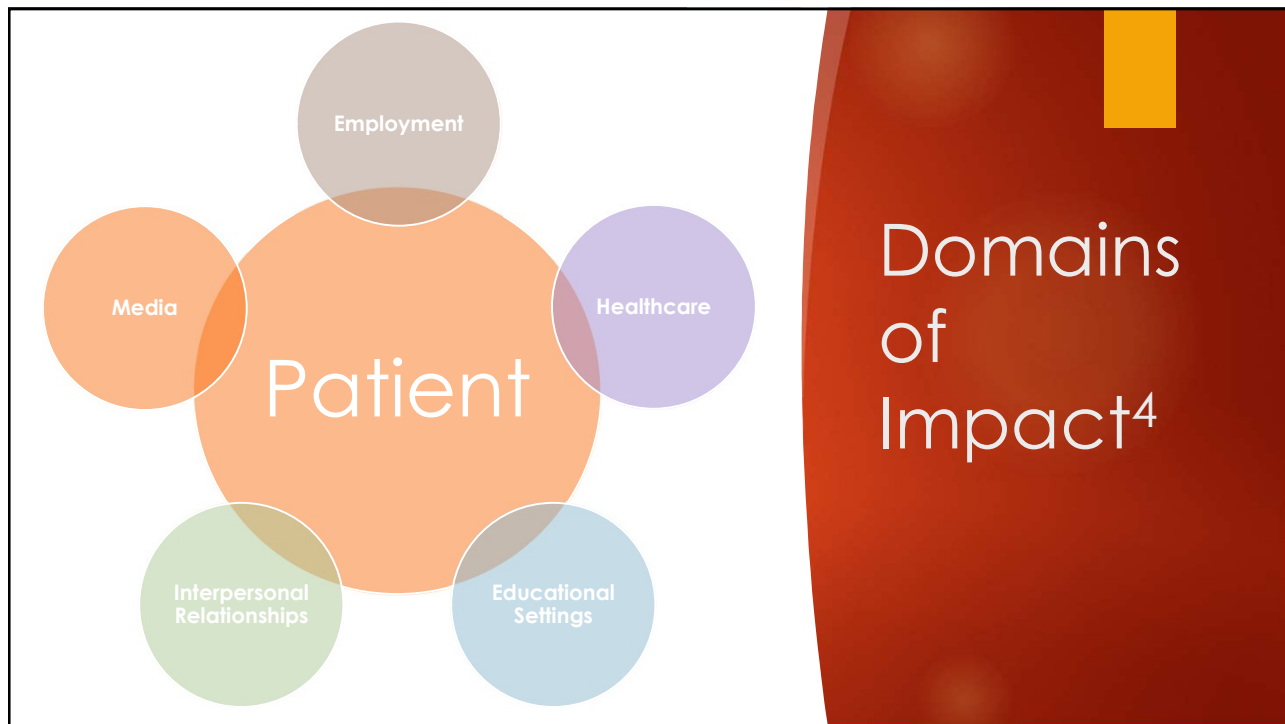 Employment
Media
Healthcare
Patient
Interpersonal
Relationships
Educational
Settings
Domains
of
Impact⁴